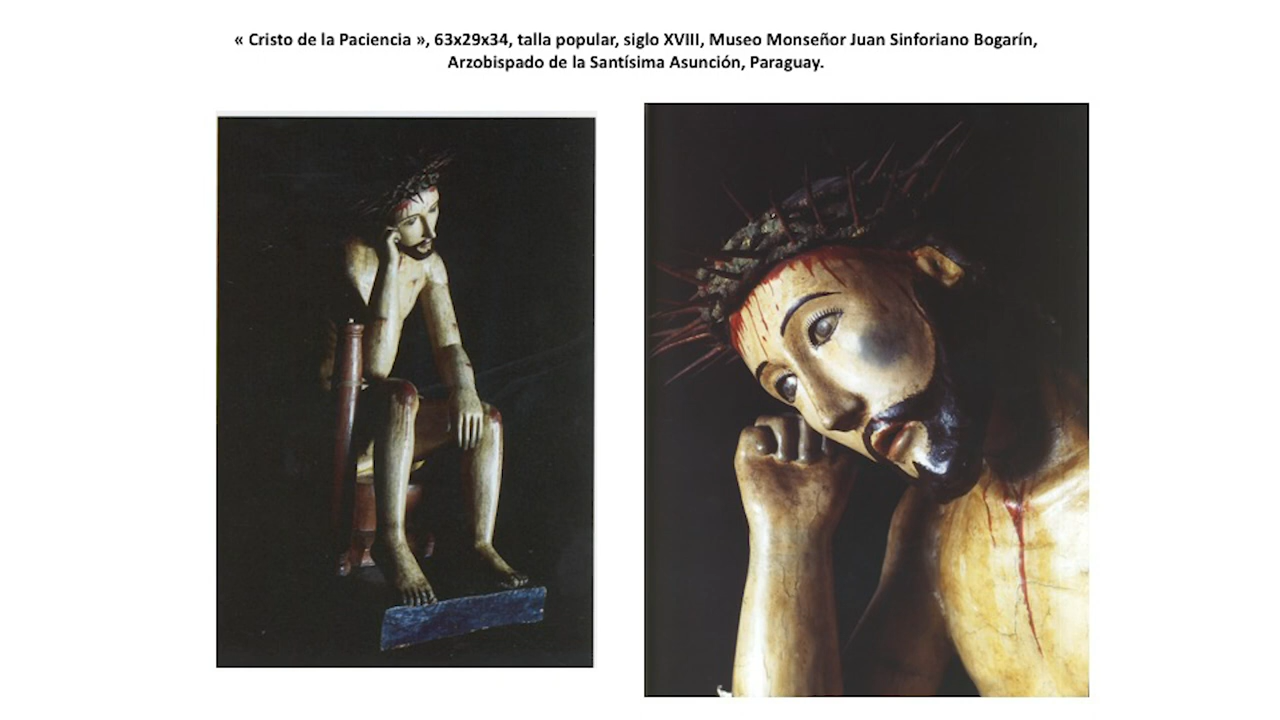 « Cristo de la Paciencia », 63x29x34, talla popular, siglo XVIII, Museo Monseñor Juan Sinforiano Bogarín,
Arzobispado de la Santísima Asunción, Paraguay.